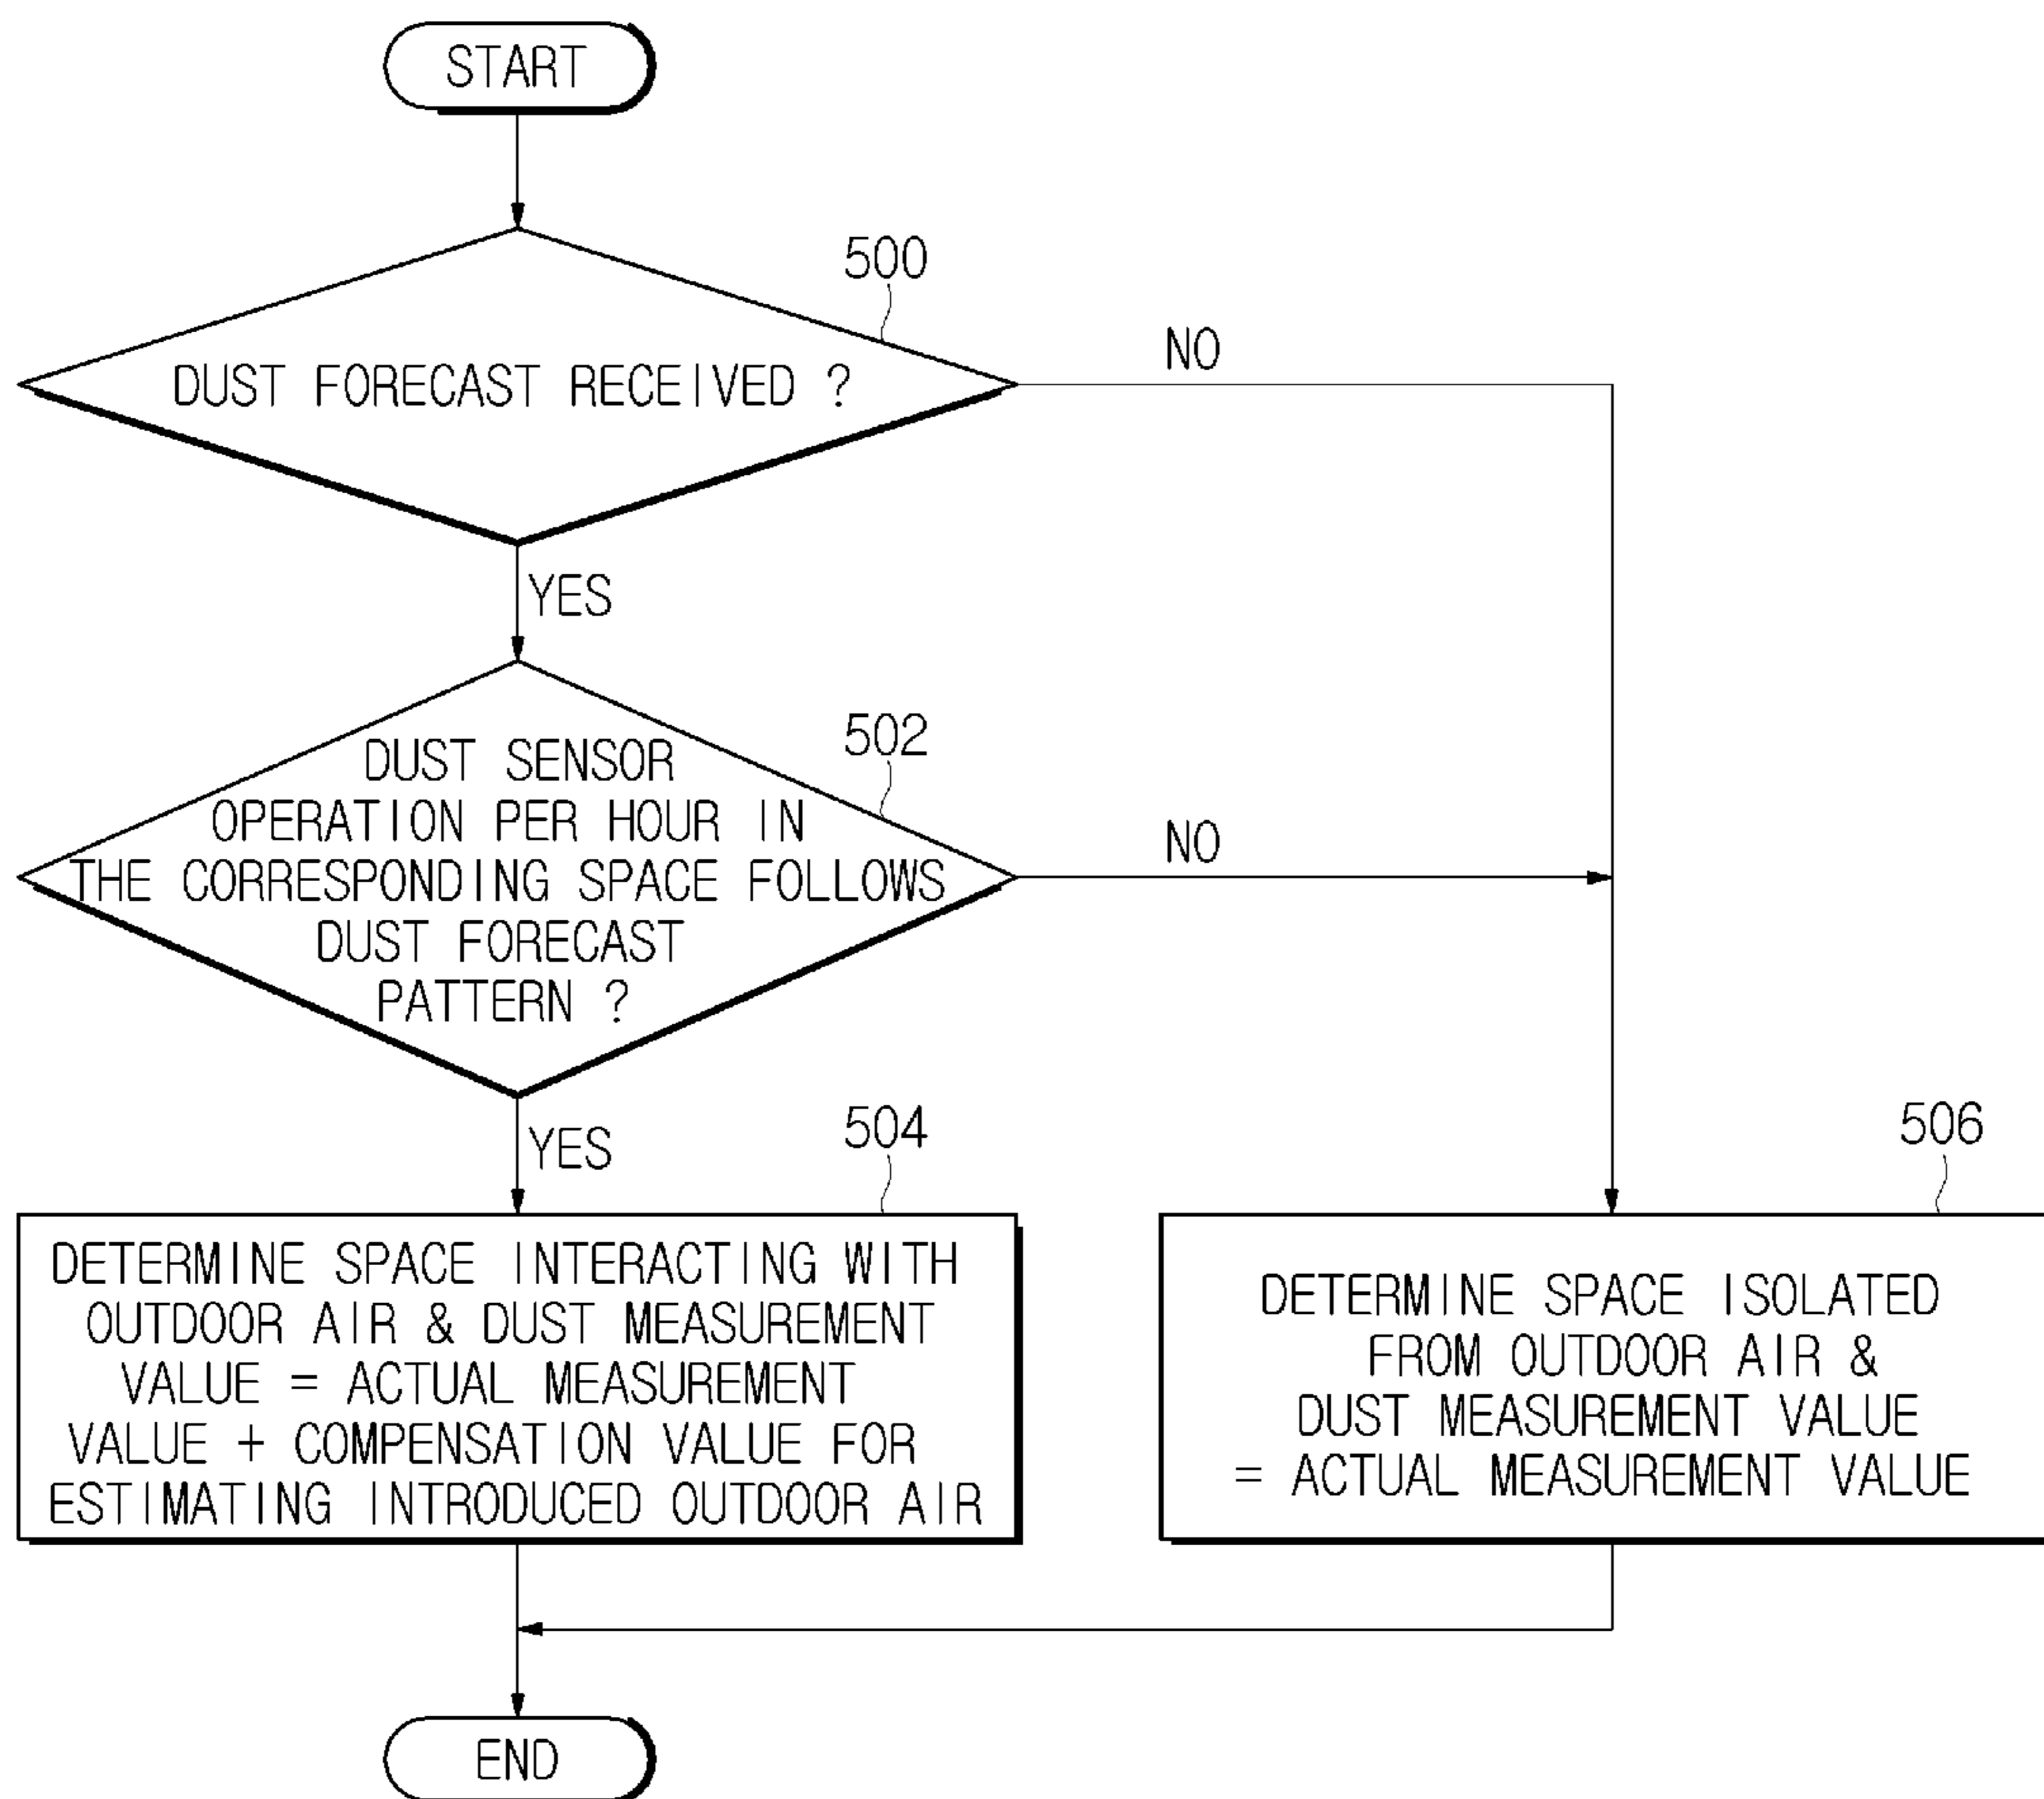 START
500
DUST FORECAST RECEIVED ?
NO
YES
502
DUST SENSOR
OPERATION PER HOUR IN
THE CORRESPONDING SPACE FOLLOWS
DUST FORECAST
PATTERN ?
NO
YES
504
DETERMINE SPACE INTERACTING WITH
OUTDOOR AIR & DUST MEASUREMENT
VALUE = ACTUAL MEASUREMENT
VALUE + COMPENSATION VALUE FOR
ESTIMATING INTRODUCED OUTDOOR AIR
506
DETERMINE SPACE ISOLATED
FROM OUTDOOR AIR &
DUST MEASUREMENT VALUE
= ACTUAL MEASUREMENT VALUE
END